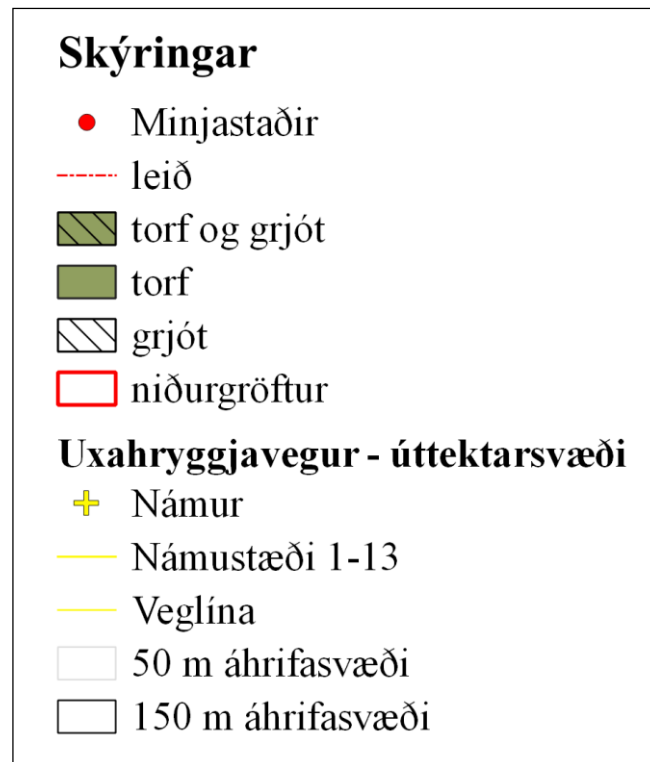 Skýringar
Minjastaðir
leið
torf og grjót
torf
grjót
niðurgröftur
Uxahryggjavegur - úttektarsvæði
Námur
Námustæði 1-13
Veglína
50 m áhrifasvæði
150 m áhrifasvæði